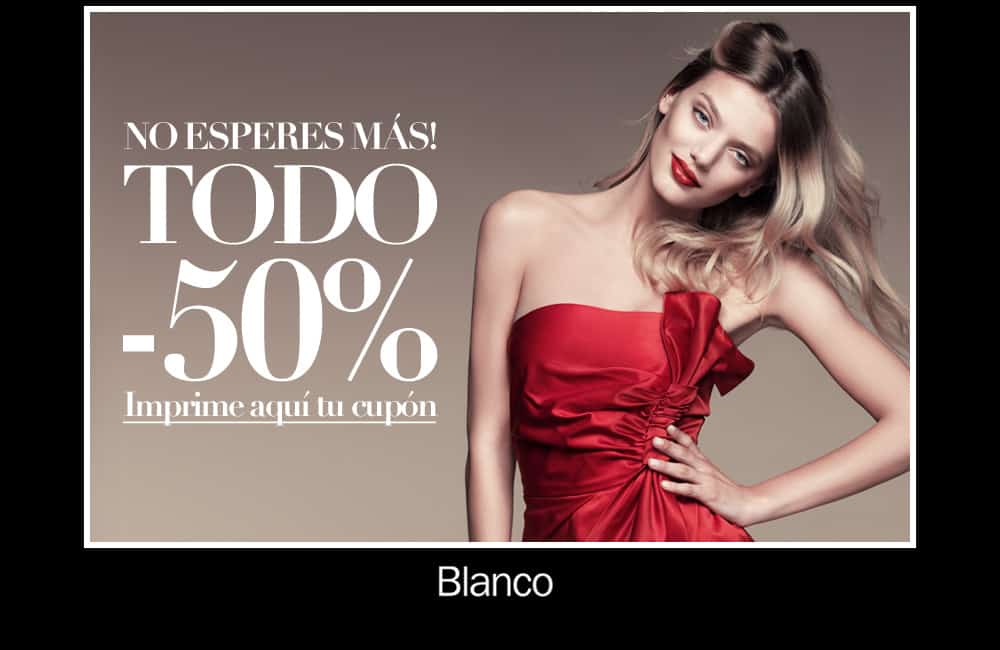 NO ESPERES MÁS!
TODO
-50%
Imprime aquí tu cupón
Blanco